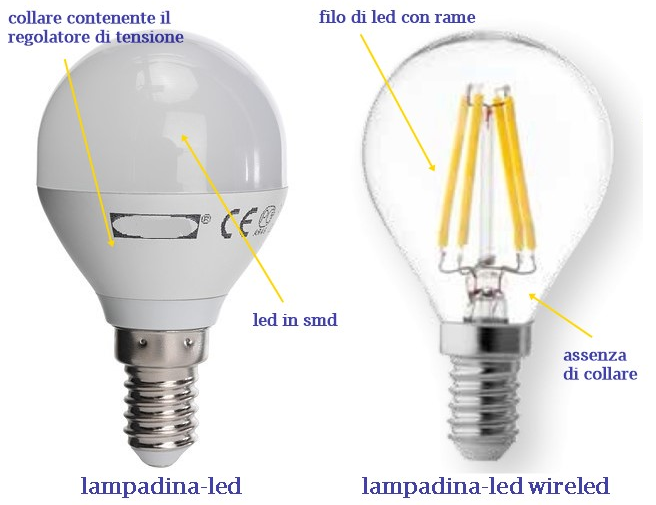 collare contenente il
regolatore di tensione
filo di led con rame
® CE
led in smd
assenza
di collare
lampadina-led
lampadina-led wireled